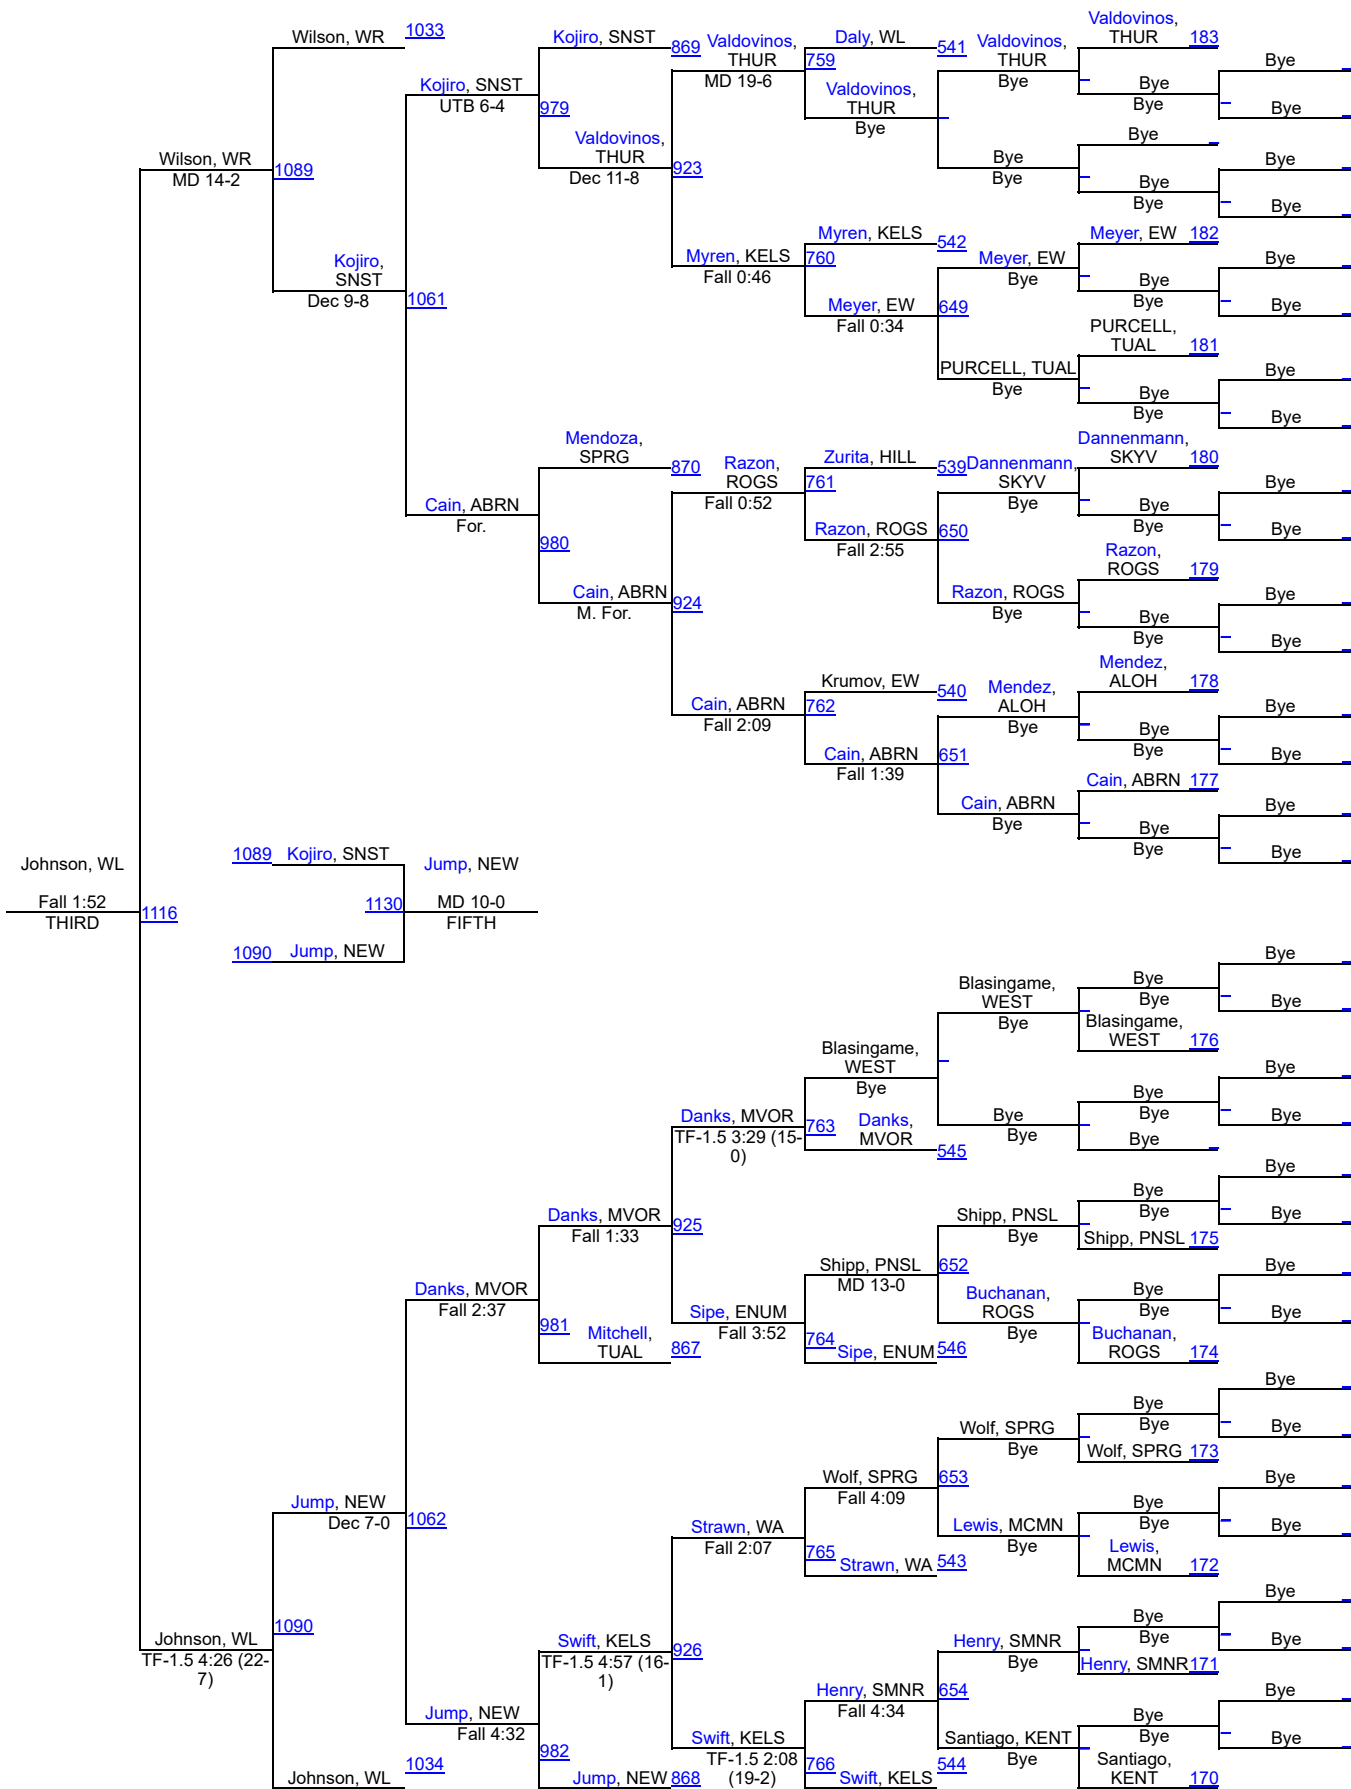 Wilson, WR
1033
Kojiro, SNST
869
Valdovinos,
THUR
MD 19-6
Daly, WL
541
759
Valdovinos,
THUR
Bye
Valdovinos,
THUR
183
Bye
Bye
Bye
Bye
Kojiro, SNST
UTB 6-4
979
Valdovinos,
THUR
Bye
Valdovinos,
THUR
Dec 11-8
923
Bye
Bye
Bye
Bye
Bye
Bye
Bye
Wilson, WR
MD 14-2
1089
Myren, KELS
Fall 0:46
Myren, KELS
542
760
Meyer, EW
Bye
Meyer, EW
182
Bye
Bye
Bye
Bye
Kojiro,
SNST
Dec 9-8
1061
Meyer, EW
Fall 0:34
649
PURCELL, TUAL
Bye
PURCELL,
TUAL
181
Bye
Bye
Bye
Bye
Mendoza,
SPRG
870
Razon,
ROGS
Fall 0:52
Zurita, HILL
539
761
Dannenmann,
SKYV
Bye
Dannenmann,
SKYV
180
Bye
Bye
Bye
Bye
Cain, ABRN
For.
980
Razon, ROGS
Fall 2:55
650
Razon, ROGS
Bye
Razon,
ROGS
179
Bye
Bye
Bye
Bye
Cain, ABRN
M. For.
924
Cain, ABRN
Fall 2:09
Krumov, EW
540
762
Mendez,
ALOH
Bye
Mendez,
ALOH
178
Bye
Bye
Bye
Bye
Cain, ABRN
Fall 1:39
651
Cain, ABRN
Bye
Cain, ABRN
177
Bye
Bye
Bye
Bye
Johnson, WL
Fall 1:52
THIRD
1116
1089
Kojiro, SNST
1130
Jump, NEW
MD 10-0
FIFTH
1090
Jump, NEW
Blasingame,
WEST
Bye
Bye
Bye
Bye
Bye
Blasingame,
WEST
176
Blasingame,
WEST
Bye
Danks, MVOR
TF-1.5 3:29 (15-
0)
763
Danks,
MVOR
545
Bye
Bye
Bye
Bye
Bye
Bye
Bye
Danks, MVOR
Fall 1:33
925
Shipp, PNSL
Bye
Bye
Bye
Bye
Bye
Shipp, PNSL
175
Danks, MVOR
Fall 2:37
981
Mitchell,
TUAL
867
Sipe, ENUM
Fall 3:52
Shipp, PNSL
MD 13-0
652
764
Sipe, ENUM
546
Buchanan,
ROGS
Bye
Bye
Bye
Bye
Bye
Buchanan,
ROGS
174
Wolf, SPRG
Bye
Bye
Bye
Bye
Bye
Wolf, SPRG
173
Jump, NEW
Dec 7-0
1062
Strawn, WA
Fall 2:07
Wolf, SPRG
Fall 4:09
653
765
Strawn, WA
543
Lewis, MCMN
Bye
Bye
Bye
Bye
Bye
Lewis,
MCMN
172
Johnson, WL
TF-1.5 4:26 (22-
7)
1090
Swift, KELS
TF-1.5 4:57 (16-
1)
926
Henry, SMNR
Bye
Bye
Bye
Bye
Bye
Henry, SMNR
171
Jump, NEW
Fall 4:32
982
Swift, KELS
TF-1.5 2:08
(19-2)
Henry, SMNR
Fall 4:34
654
766
Swift, KELS
544
Santiago, KENT
Bye
Bye
Bye
Bye
Bye
Santiago,
KENT
170
Johnson, WL
1034
Jump, NEW
868